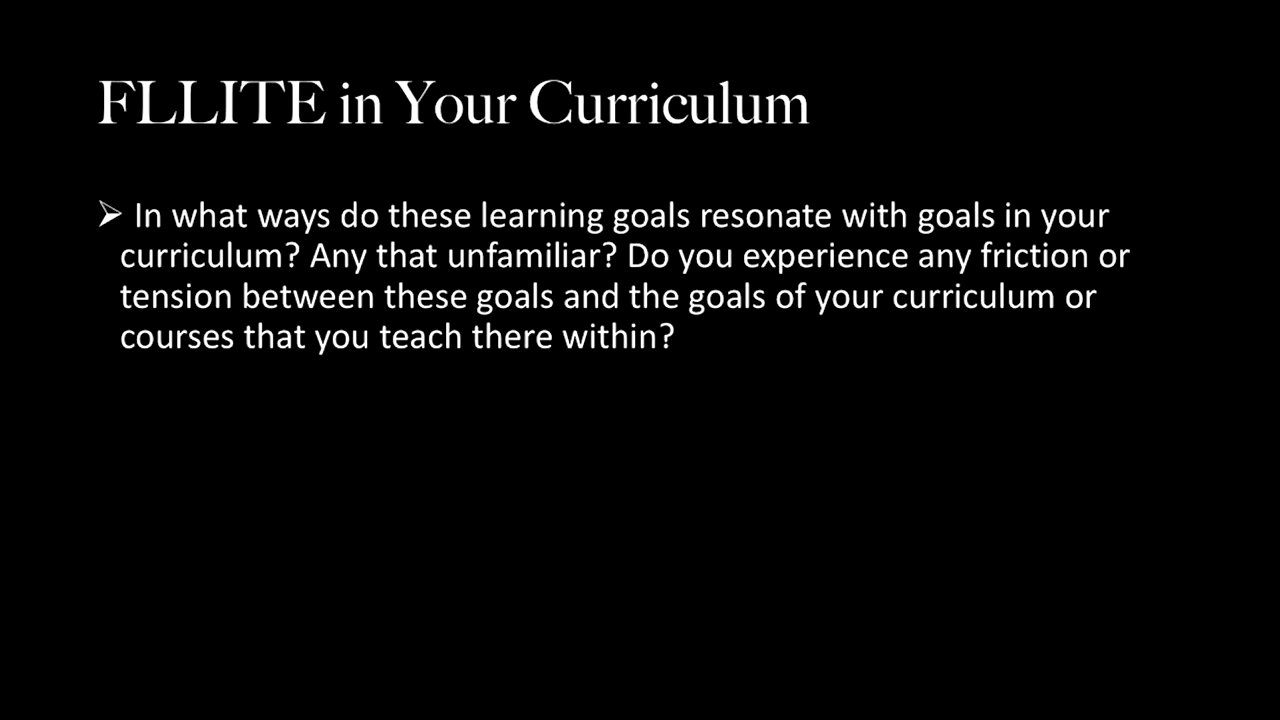 FLLITE in Your Curriculum
➢ In what ways do these learning goals resonate with goals in your
curriculum? Any that unfamiliar? Do you experience any friction or
tension between these goals and the goals of your curriculum or
courses that you teach there within?